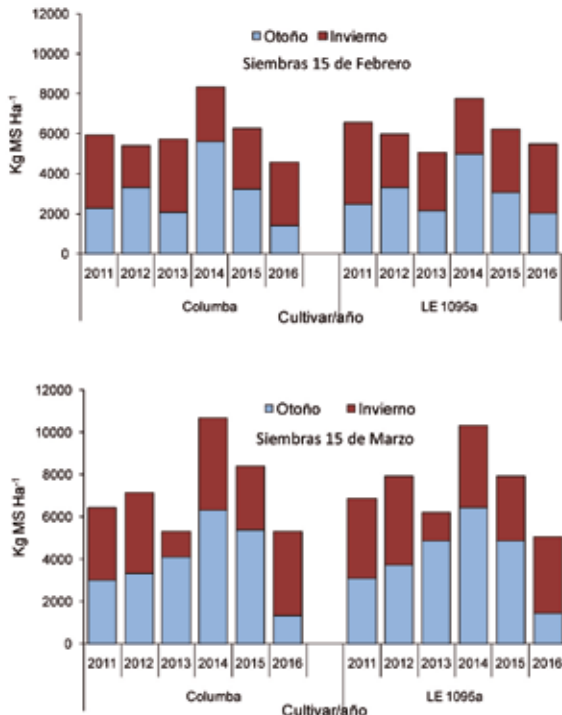 Otoño Invierno
Siembras 15 de Febrero
Kg MS Ha⁻¹
12000
10000
8000
6000
4000
2000
0
2011 2012 2013 2014 2015 2016 2011 2012 2013 2014 2015 2016
Columba LE 1095a
Cultivar/año
Otoño Invierno
Siembras 15 de Marzo
Kg MS Ha⁻¹
12000
10000
8000
6000
4000
2000
0
2011 2012 2013 2014 2015 2016 2011 2012 2013 2014 2015 2016
Columba LE 1095a
Cultivar/año